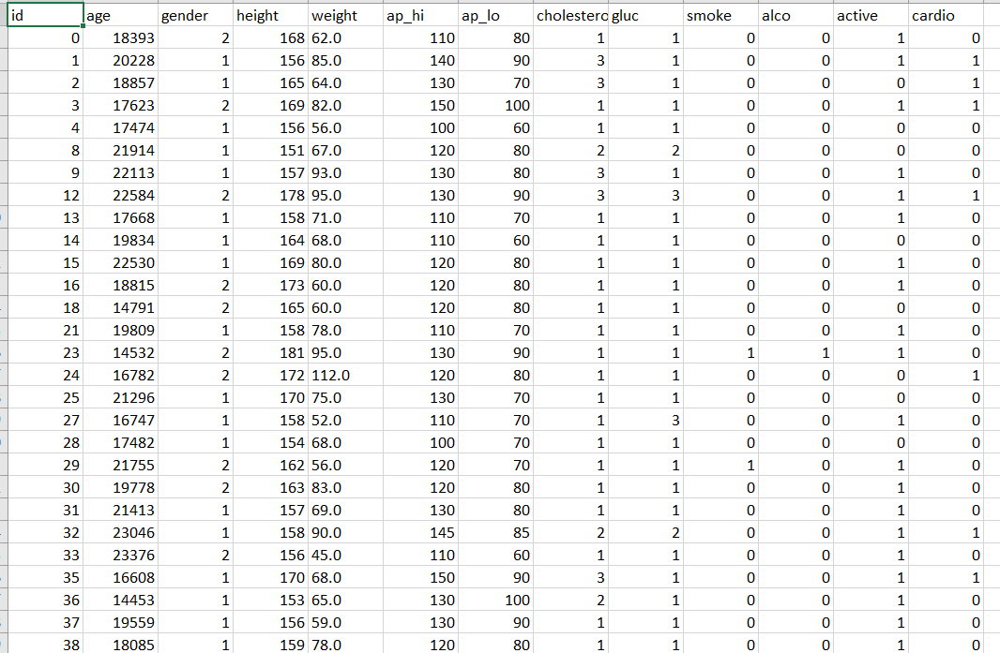 id age gender height weight ap_hi ap_lo cholestero gluc smoke alco active cardio
0 18393 2 168 62.0 110 80 1 1 0 0 1 0
1 20228 1 156 85.0 140 90 3 1 0 0 1 1
2 18857 1 165 64.0 130 70 3 1 0 0 0 1
3 17623 2 169 82.0 150 100 1 1 0 0 1 1
4 17474 1 156 56.0 100 60 1 1 0 0 0 0
8 21914 1 151 67.0 120 80 2 2 0 0 0 0
9 22113 1 157 93.0 130 80 3 1 0 0 1 0
12 22584 2 178 95.0 130 90 3 3 0 0 1 1
13 17668 1 158 71.0 110 70 1 1 0 0 1 0
14 19834 1 164 68.0 110 60 1 1 0 0 0 0
15 22530 1 169 80.0 120 80 1 1 0 0 1 0
16 18815 2 173 60.0 120 80 1 1 0 0 1 0
18 14791 2 165 60.0 120 80 1 1 0 0 0 0
21 19809 1 158 78.0 110 70 1 1 0 0 1 0
23 14532 2 181 95.0 130 90 1 1 1 1 1 0
24 16782 2 172 112.0 120 80 1 1 0 0 0 1
25 21296 1 170 75.0 130 70 1 1 0 0 0 0
27 16747 1 158 52.0 110 70 1 3 0 0 1 0
28 17482 1 154 68.0 100 70 1 1 0 0 0 0
29 21755 2 162 56.0 120 70 1 1 1 0 1 0
30 19778 2 163 83.0 120 80 1 1 0 0 1 0
31 21413 1 157 69.0 130 80 1 1 0 0 1 0
32 23046 1 158 90.0 145 85 2 2 0 0 1 1
33 23376 2 156 45.0 110 60 1 1 0 0 1 0
35 16608 1 170 68.0 150 90 3 1 0 0 1 1
36 14453 1 153 65.0 130 100 2 1 0 0 1 0
37 19559 1 156 59.0 130 90 1 1 0 0 1 0
38 18085 1 159 78.0 120 80 1 1 0 0 1 0